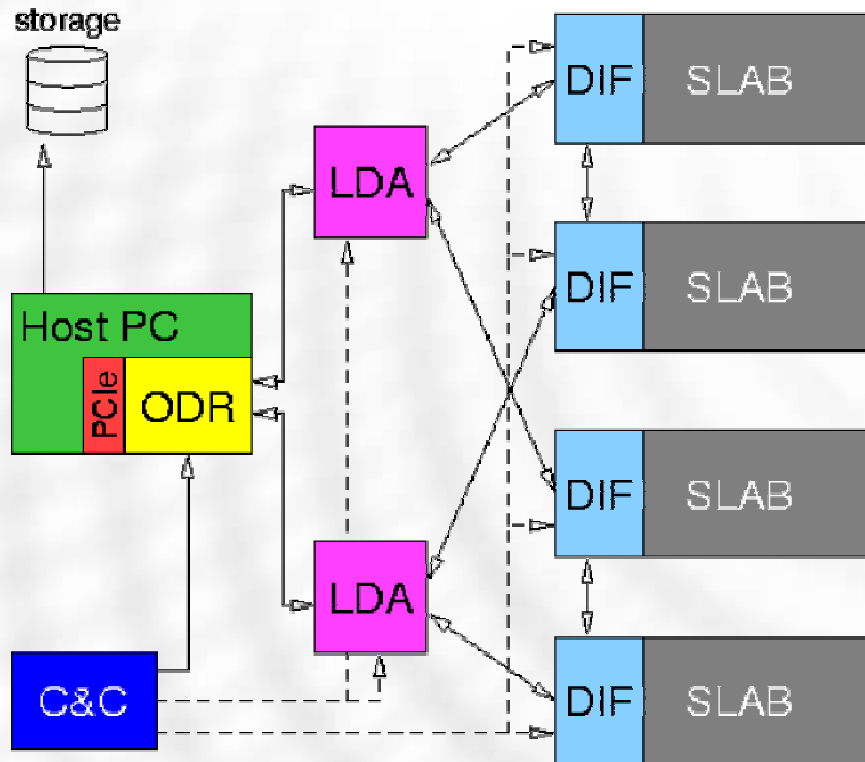 storage
DIF SLAB
LDA
DIF SLAB
Host PC
PCIe
ODR
DIF SLAB
LDA
C&C
DIF SLAB